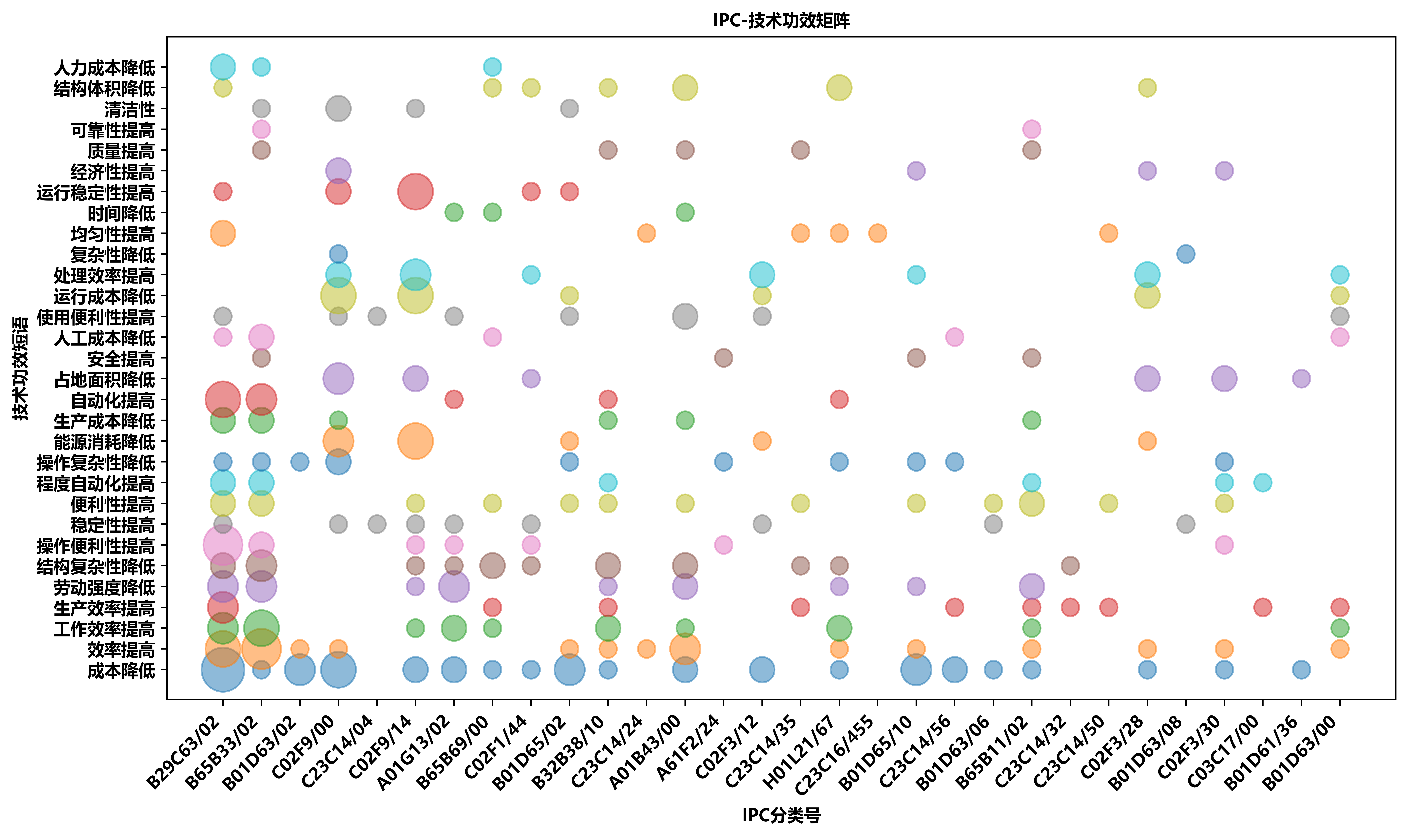 IPC-技术功效矩阵
人力成本降低
结构体积降低
清洁性
可靠性提高
质量提高
经济性提高
运行稳定性提高
时间降低
均匀性提高
复杂性降低
处理效率提高
运行成本降低
使用便利性提高
人工成本降低
安全提高
占地面积降低
自动化提高
生产成本降低
能源消耗降低
操作复杂性降低
程度自动化提高
便利性提高
稳定性提高
操作便利性提高
结构复杂性降低
劳动强度降低
生产效率提高
工作效率提高
效率提高
成本降低
技术功效短语
B29C63/02
B65B33/02
B01D63/02
C02F9/00
C23C14/04
C02F9/14
A01G13/02
B65B69/00
C02F1/44
B01D65/02
B32B38/10
C23C14/24
A01B43/00
A61F2/24
C02F3/12
C23C14/35
H01L21/67
C23C16/455
B01D65/10
C23C14/56
B01D63/06
B65B11/02
C23C14/32
C23C14/50
C02F3/28
B01D63/08
C02F3/30
C03C17/00
B01D61/36
B01D63/00
IPC分类号